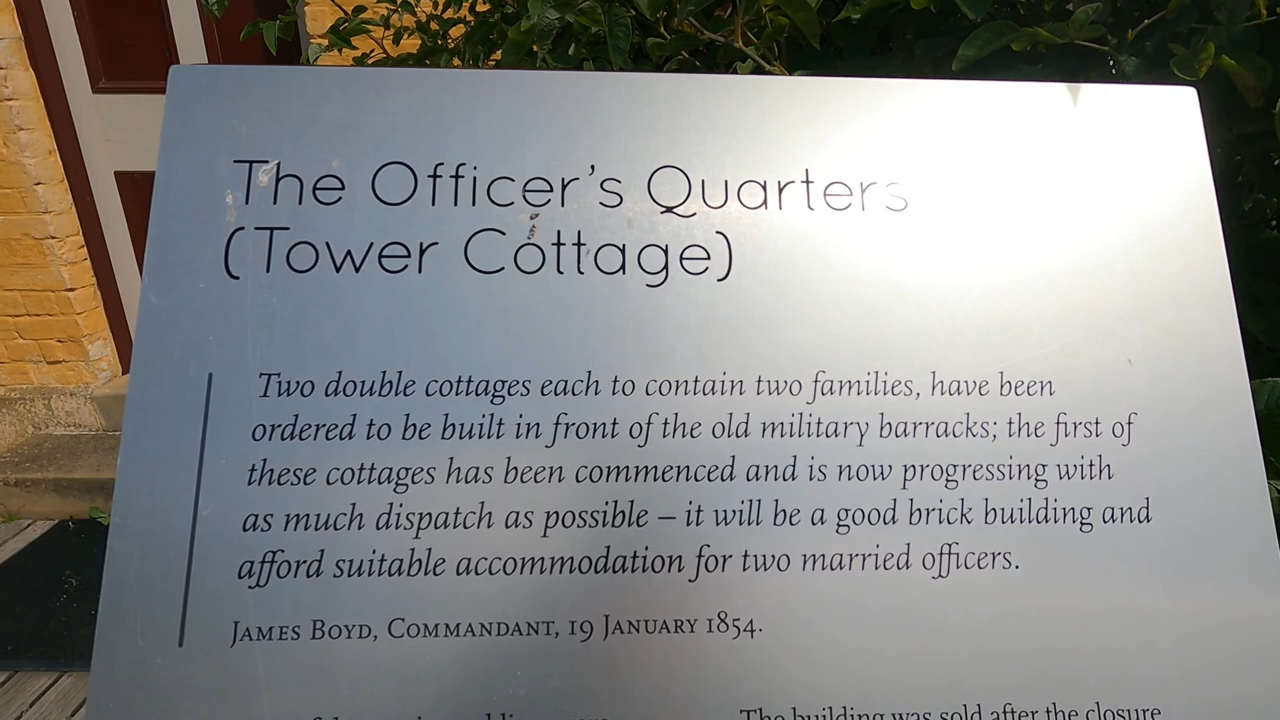 The Officer's Quarters
(Tower Cottage)
Two double cottages each to contain two families, have been
ordered to be built in front of the old military barracks; the first of
these cottages has been commenced and is now progressing with
as much dispatch as possible – it will be a good brick building and
afford suitable accommodation for two married officers.
James Boyd, Commandant, 19 January 1854.
The building was sold after the closure